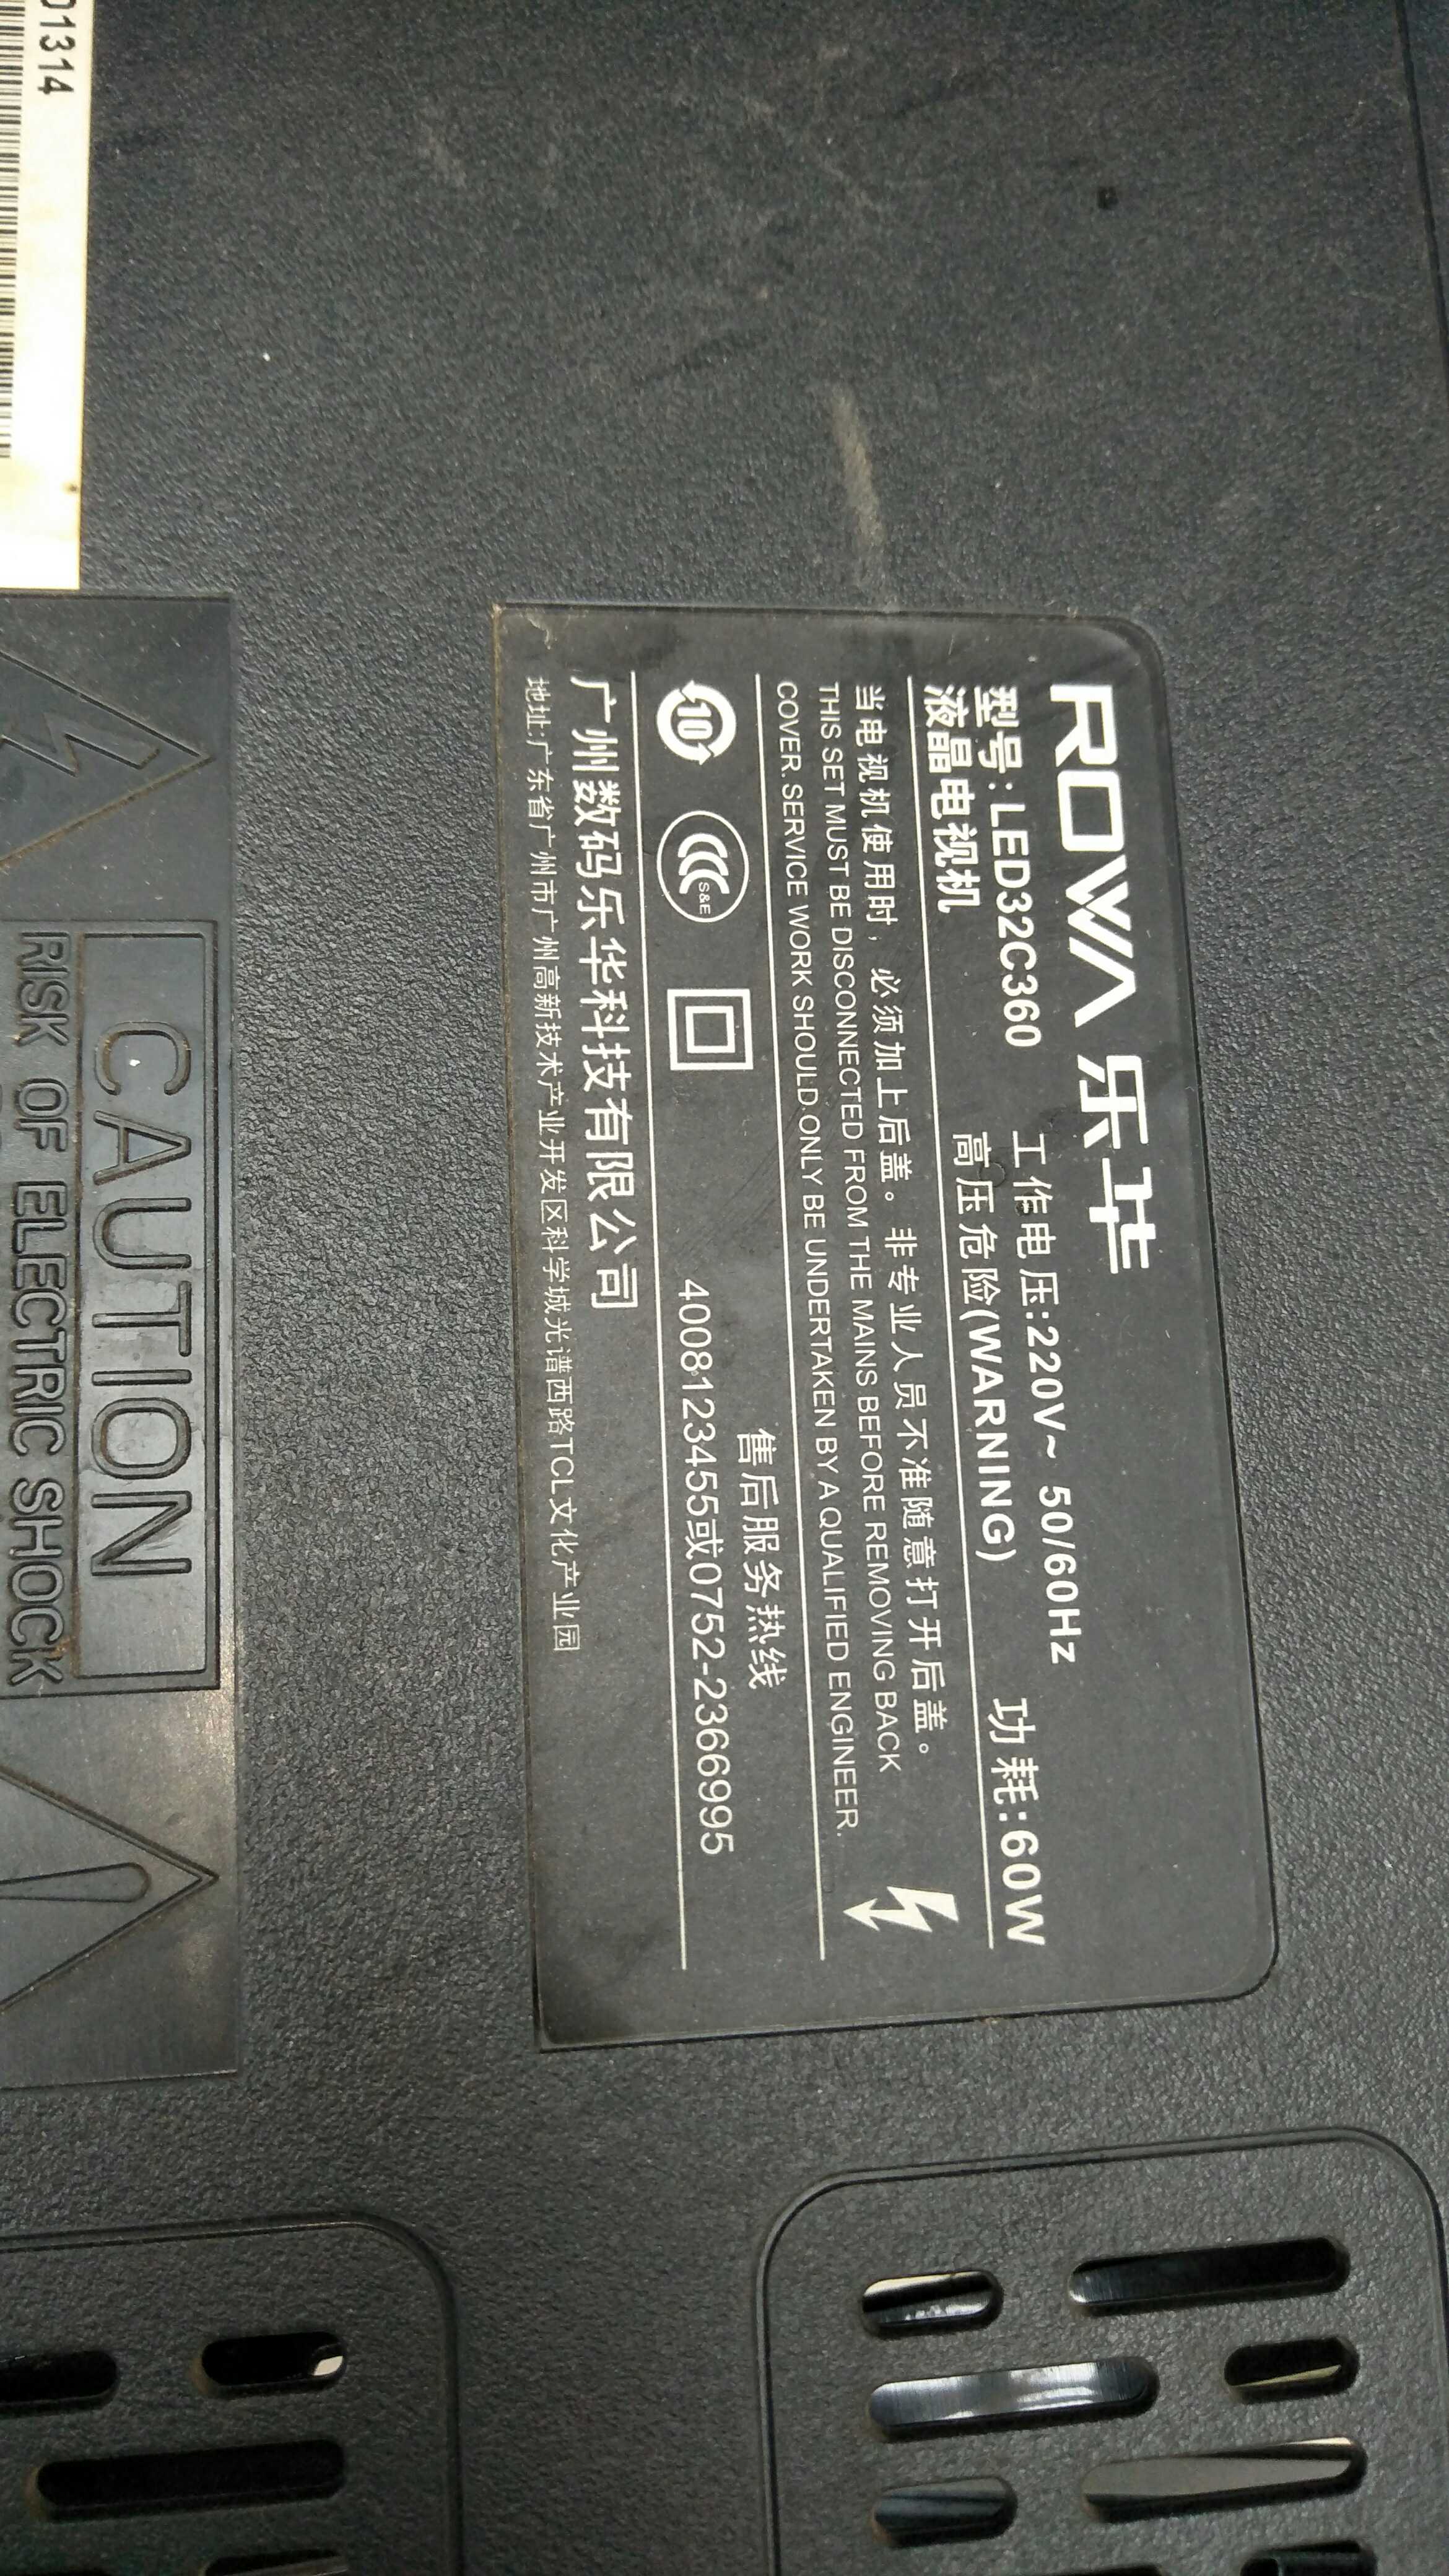 ROWA 乐华
型号:LED32C360 工作电压:220V~ 50/60Hz 功耗:60W
液晶电视机 高压危险(WARNING)
当电视机使用时，必须加上后盖。非专业人员不准随意打开后盖。
THIS SET MUST BE DISCONNECTED FROM THE MAINS BEFORE REMOVING BACK
COVER. SERVICE WORK SHOULD ONLY BE UNDERTAKEN BY A QUALIFIED ENGINEER.
10
S&E
售后服务热线
4008123455或0752-2366995
广州数码乐华科技有限公司
地址:广东省广州市广州高新技术产业开发区科学城光谱西路TCL文化产业园
CAUTION
RISK OF ELECTRIC SHOCK
01314